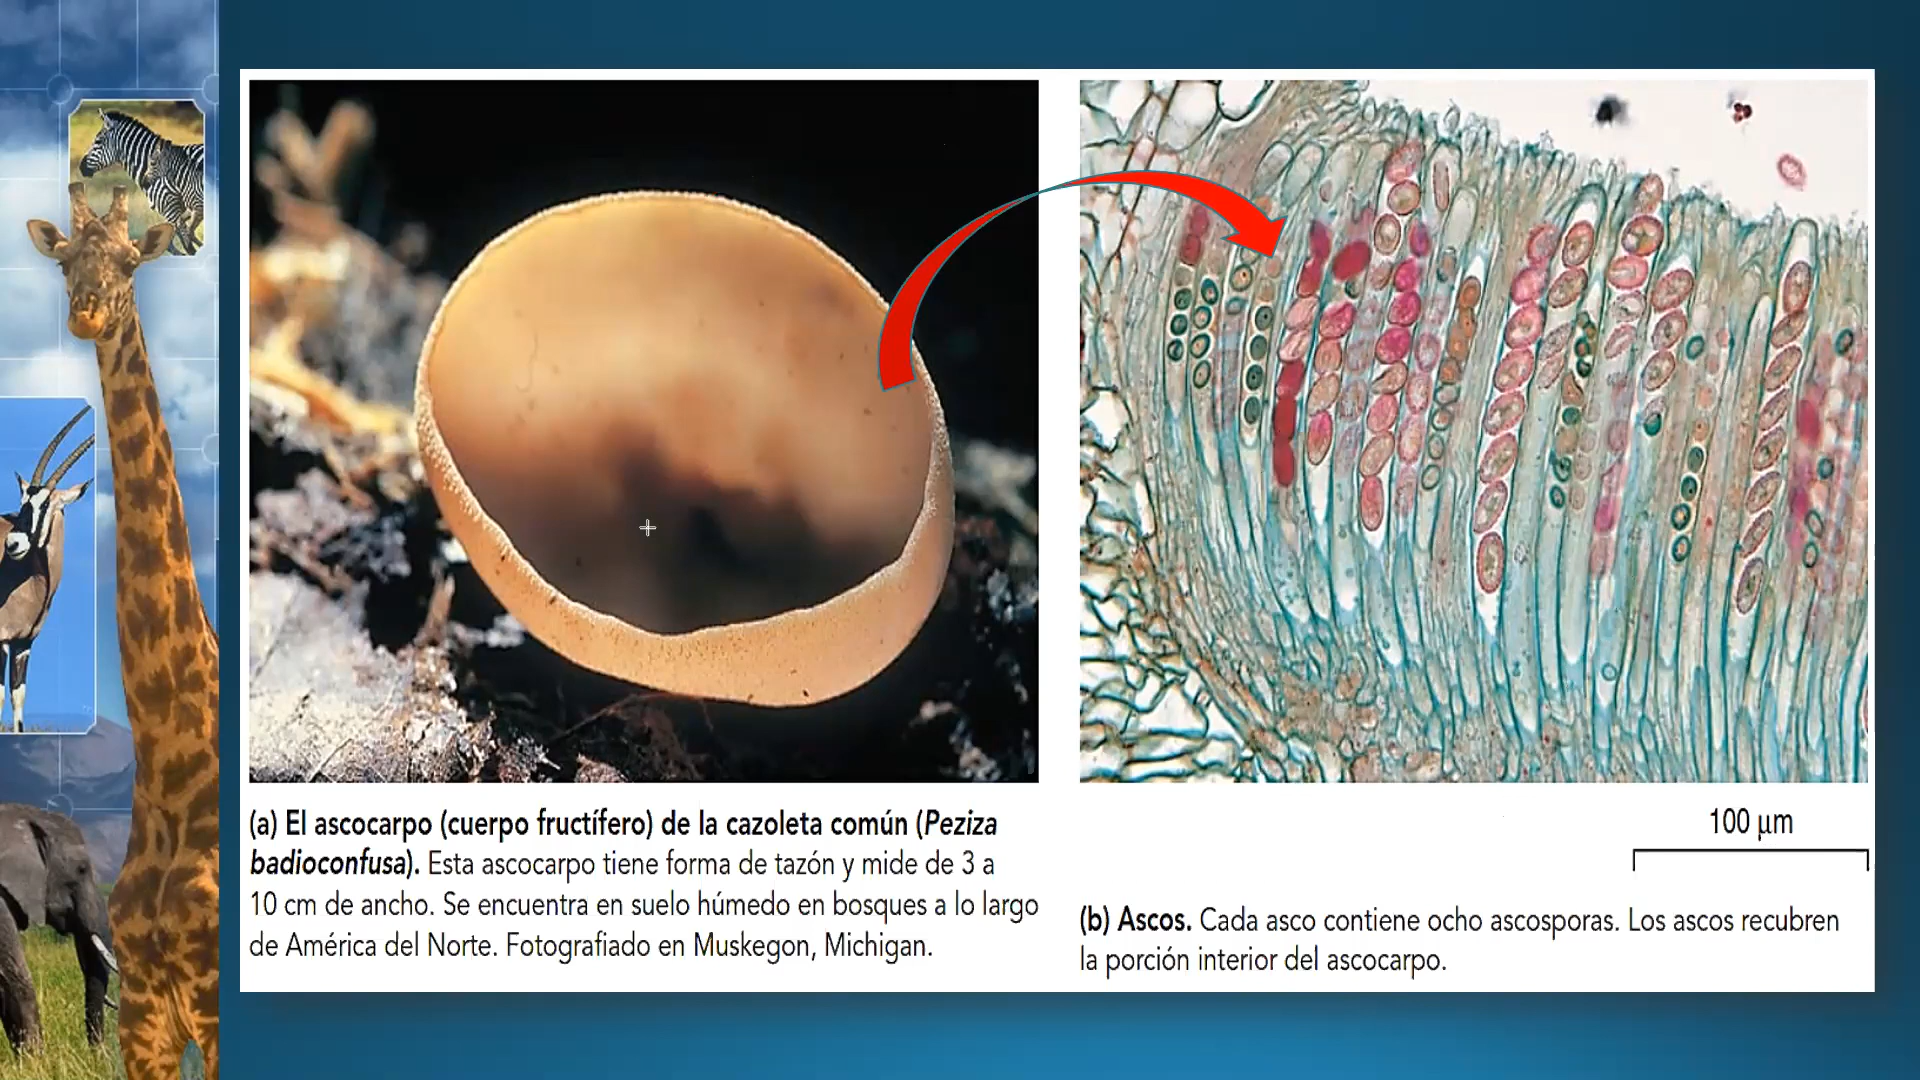 (a) El ascocarpo (cuerpo fructífero) de la cazoleta común (Peziza
badioconfusa). Esta ascocarpo tiene forma de tazón y mide de 3 a
10 cm de ancho. Se encuentra en suelo húmedo en bosques a lo largo
de América del Norte. Fotografiado en Muskegon, Michigan.
100 µm
(b) Ascos. Cada asco contiene ocho ascosporas. Los ascos recubren
la porción interior del ascocarpo.